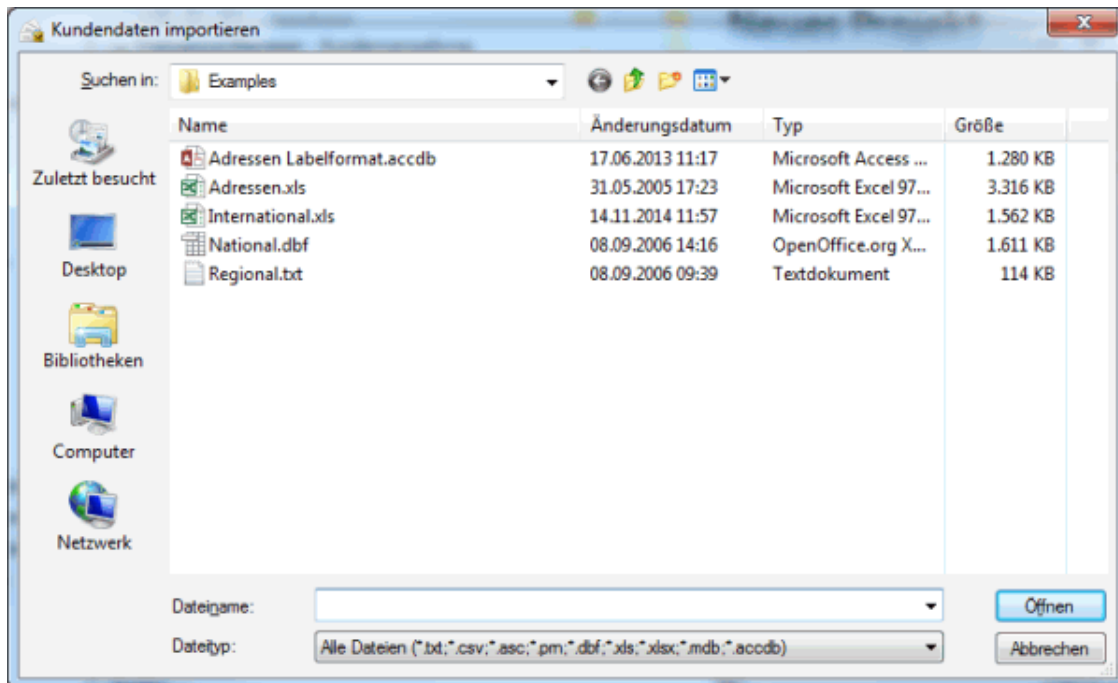 Kundendaten importieren
Suchen in: Examples
Name Änderungsdatum Typ Größe
Adressen Labelformat.accdb 17.06.2013 11:17 Microsoft Access ... 1.280 KB
Adressen.xls 31.05.2005 17:23 Microsoft Excel 97... 3.316 KB
International.xls 14.11.2014 11:57 Microsoft Excel 97... 1.562 KB
National.dbf 08.09.2006 14:16 OpenOffice.org X... 1.611 KB
Regional.txt 08.09.2006 09:39 Textdokument 114 KB
Zuletzt besucht
Desktop
Bibliotheken
Computer
Netzwerk
Dateiname:
Öffnen
Dateityp: Alle Dateien (*.txt;*.csv;*.asc;*.prn;*.dbf;*.xls;*.xlsx;*.mdb;*.accdb)
Abbrechen